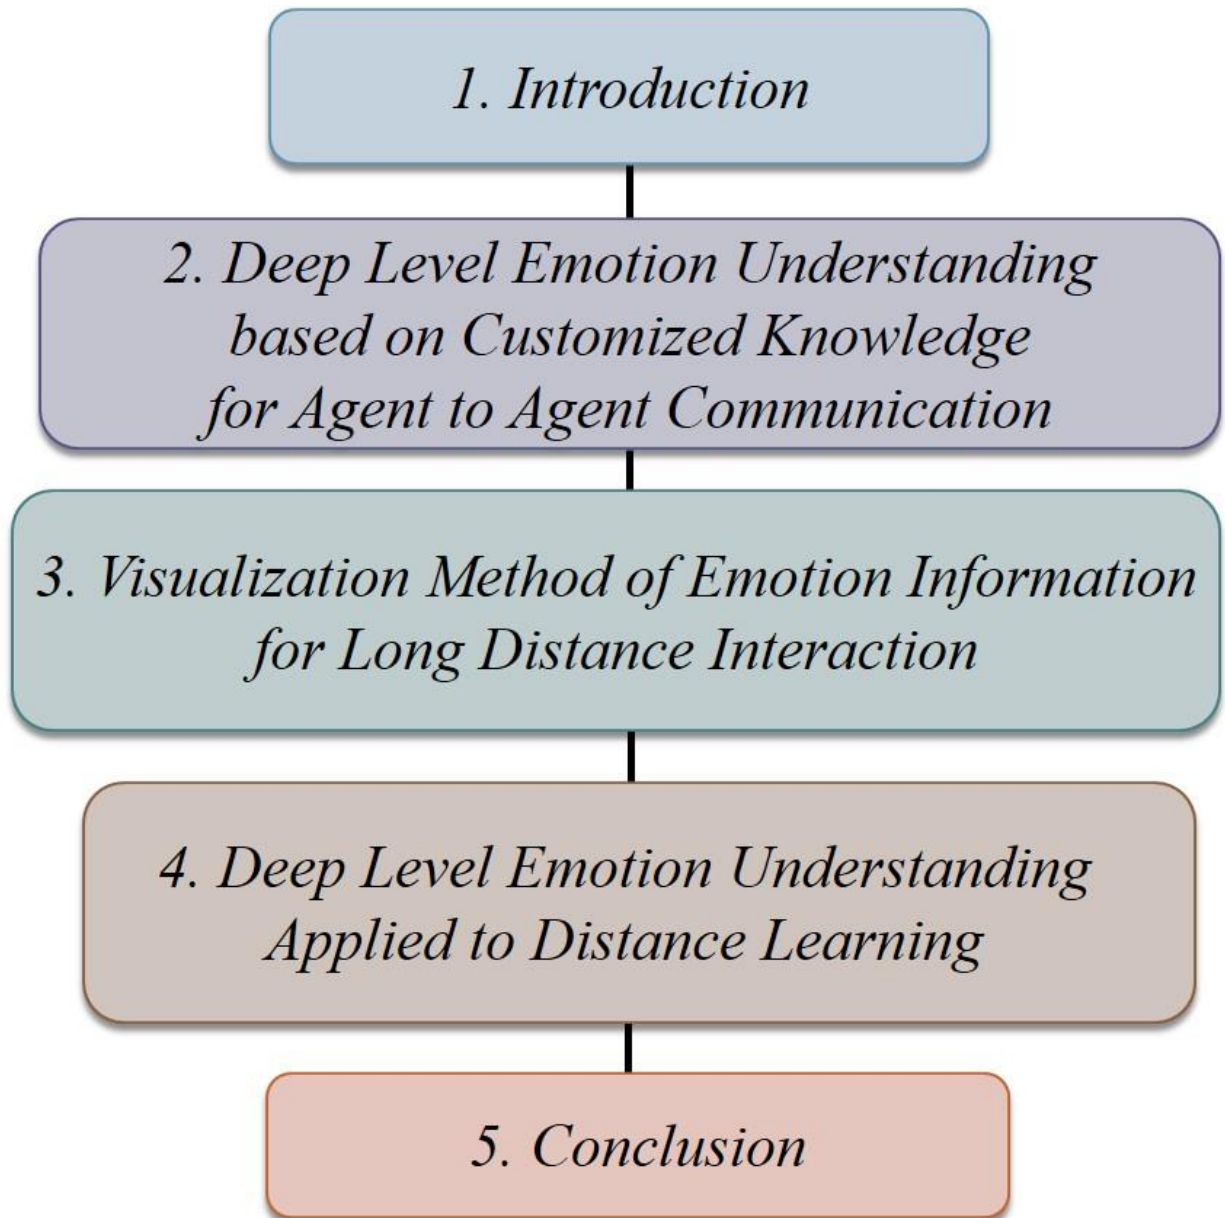 1. Introduction
2. Deep Level Emotion Understanding
based on Customized Knowledge
for Agent to Agent Communication
3. Visualization Method of Emotion Information
for Long Distance Interaction
4. Deep Level Emotion Understanding
Applied to Distance Learning
5. Conclusion